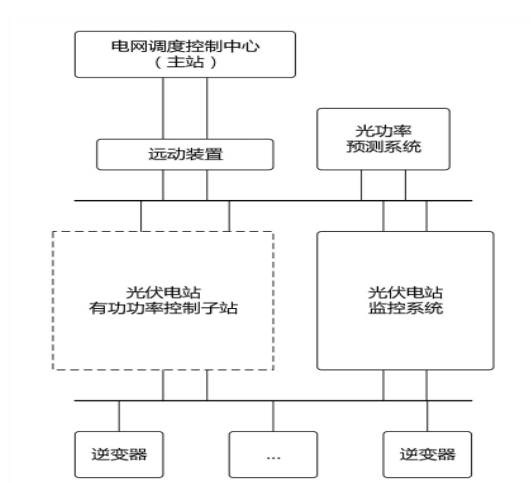 电网调度控制中心
（主站）
远动装置
光功率
预测系统
光伏电站
有功功率控制子站
光伏电站
监控系统
逆变器
...
逆变器